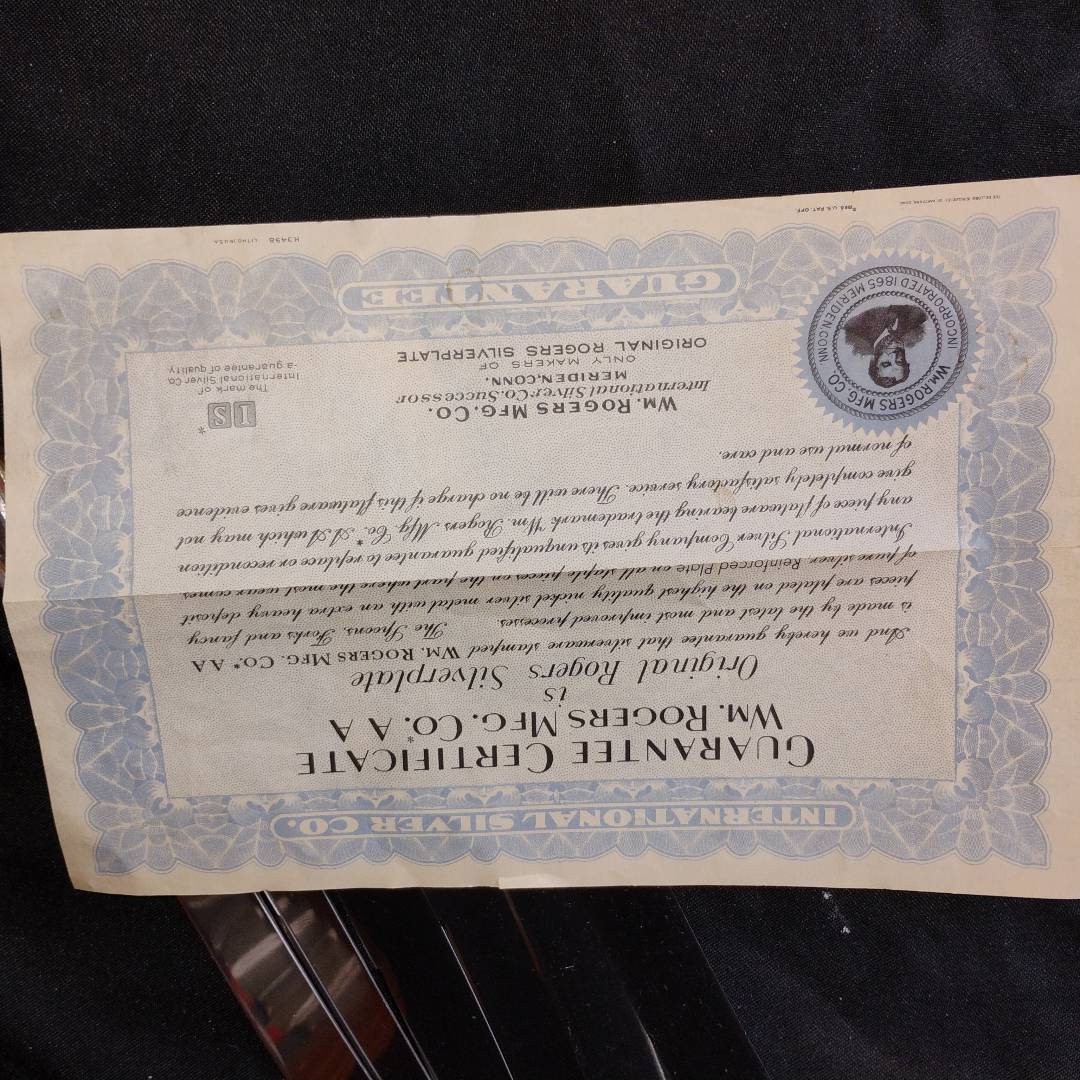 INTERNATIONAL SILVER CO.
GUARANTEE CERTIFICATE
WM. ROGERS MFG. CO.* A A
is
Original Rogers Silverplate
And we hereby guarantee that silverware stamped WM. ROGERS MFG. CO.* A A
is made by the latest and most improved processes. The Spoons, Forks and fancy
pieces are plated on the highest quality nickel silver metal with an extra heavy deposit
of pure silver, Reinforced Plate on all staple pieces on the part where the most wear comes
International Silver Company gives its unqualified guarantee to replace or recondition
any piece of flatware bearing the trademark Wm. Rogers Mfg. Co.* AA which may not
give completely satisfactory service. There will be no charge if this flatware gives evidence
of normal use and care.
WM. ROGERS MFG. CO.
International Silver Co. Successor
MERIDEN, CONN.
ONLY MAKERS OF
ORIGINAL ROGERS SILVERPLATE
WM. ROGERS MFG. CO.
INCORPORATED 1865 MERIDEN, CONN.
IS*
The mark of
International Silver Co.
-a guarantee of quality
GUARANTEE
*REG. U.S. PAT. OFF.
H3498 LITHO IN U.S.A.